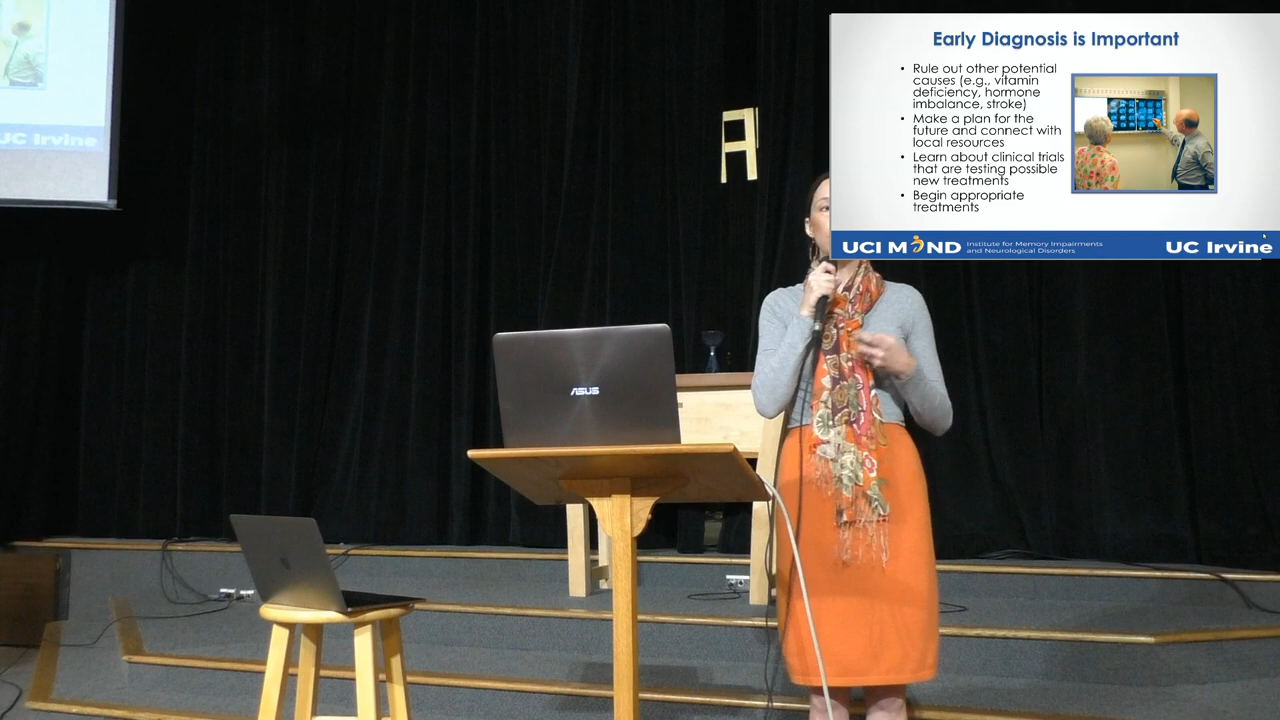 UC Irvine
Early Diagnosis is Important
• Rule out other potential
causes (e.g., vitamin
deficiency, hormone
imbalance, stroke)
• Make a plan for the
future and connect with
local resources
• Learn about clinical trials
that are testing possible
new treatments
• Begin appropriate
treatments
UCI MIND
Institute for Memory Impairments
and Neurological Disorders
UC Irvine
A
ASUS